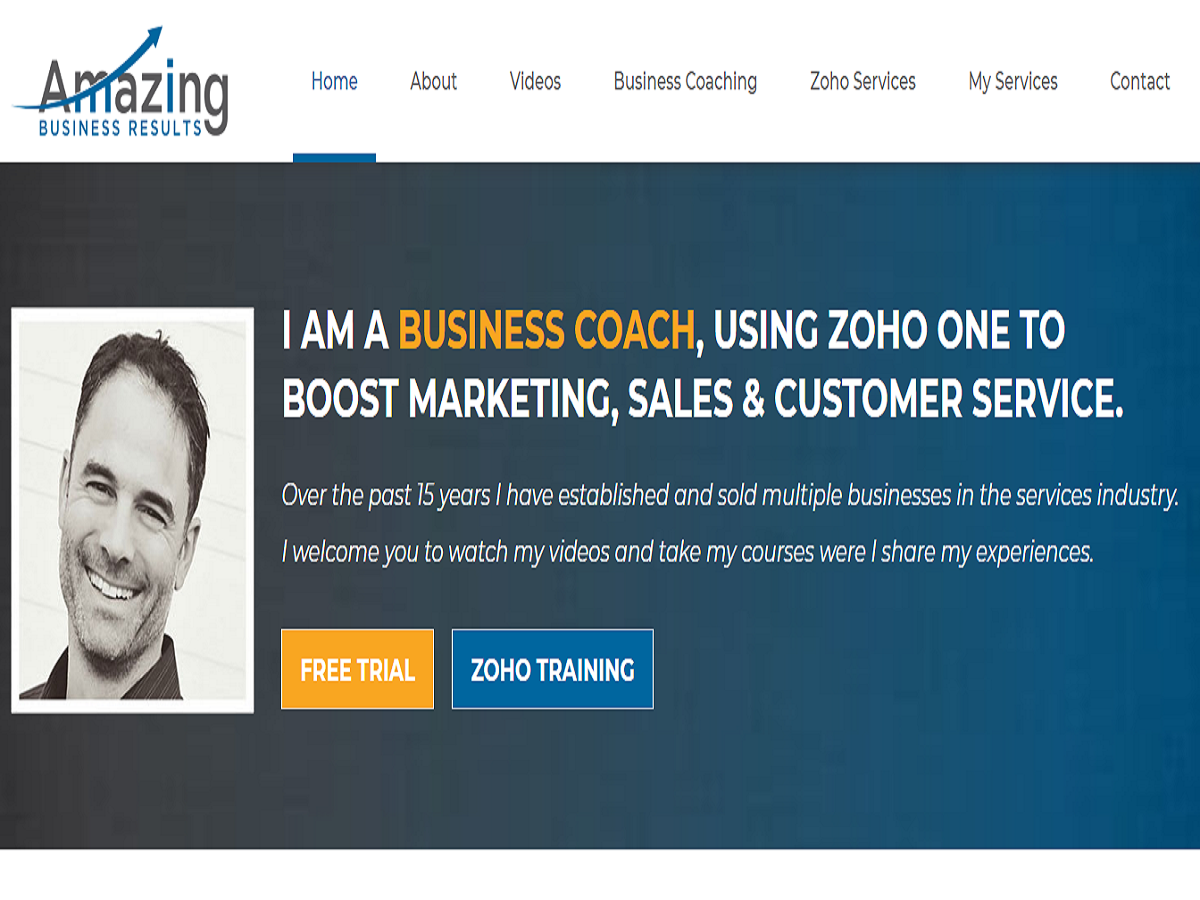 Amazing
BUSINESS RESULTS
Home About Videos Business Coaching Zoho Services My Services Contact
I AM A BUSINESS COACH, USING ZOHO ONE TO
BOOST MARKETING, SALES & CUSTOMER SERVICE.
Over the past 15 years I have established and sold multiple businesses in the services industry.
I welcome you to watch my videos and take my courses were I share my experiences.
FREE TRIAL ZOHO TRAINING